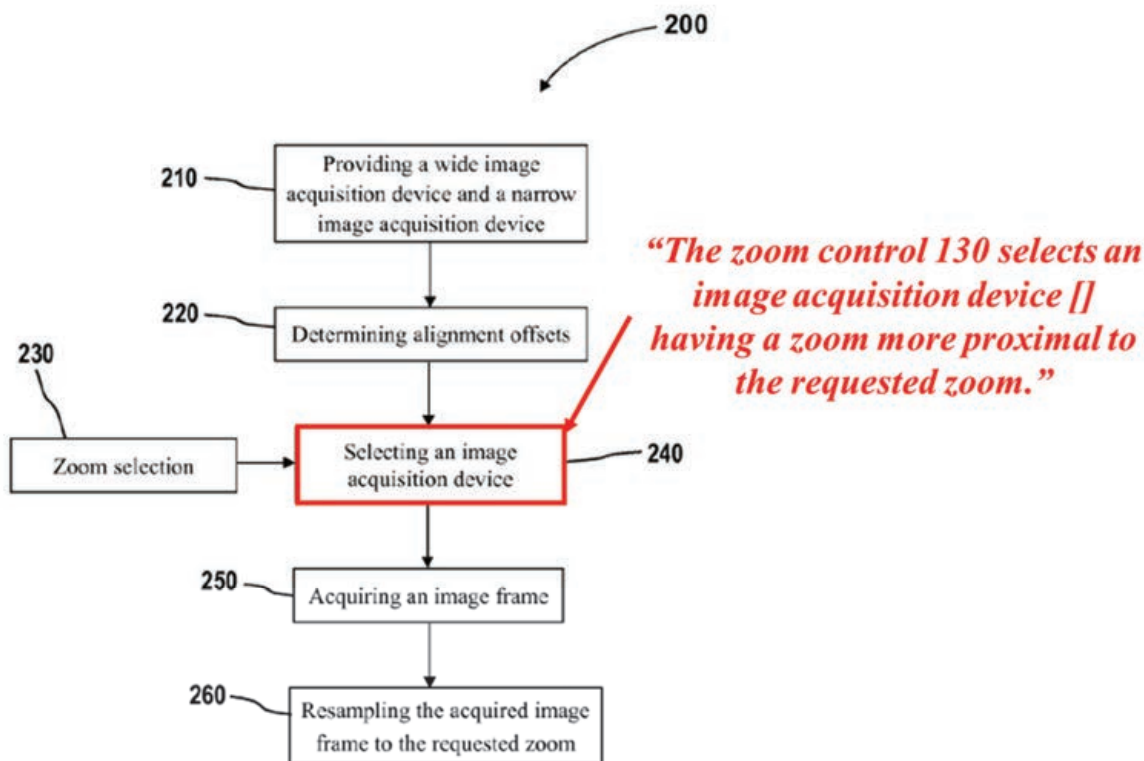 200
210
Providing a wide image
acquisition device and a narrow
image acquisition device
“The zoom control 130 selects an
image acquisition device []
having a zoom more proximal to
the requested zoom.”
220
Determining alignment offsets
230
Zoom selection
Selecting an image
acquisition device
240
250
Acquiring an image frame
260
Resampling the acquired image
frame to the requested zoom